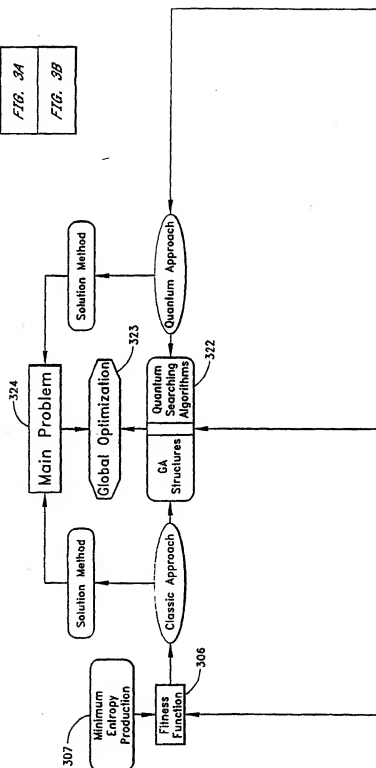 FIG. 3A
FIG. 3B
324
Main Problem
Solution Method
Solution Method
323
Global Optimization
307
Minimum
Entropy
Production
306
Fitness
Function
Classic Approach
GA
Structures
Quantum
Searching
Algorithms
322
Quantum Approach